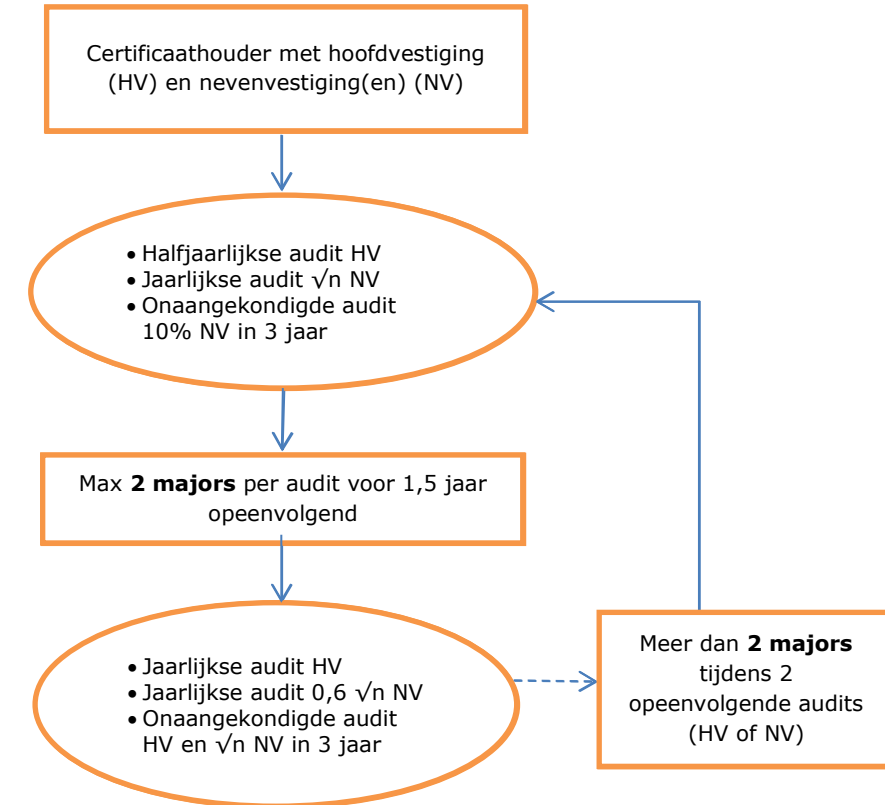 Certificaathouder met hoofdvestiging
(HV) en nevenvestiging(en) (NV)
• Halfjaarlijkse audit HV
• Jaarlijkse audit √n NV
• Onaangekondigde audit
10% NV in 3 jaar
Max 2 majors per audit voor 1,5 jaar
opeenvolgend
• Jaarlijkse audit HV
• Jaarlijkse audit 0,6 √n NV
• Onaangekondigde audit
HV en √n NV in 3 jaar
Meer dan 2 majors
tijdens 2
opeenvolgende audits
(HV of NV)